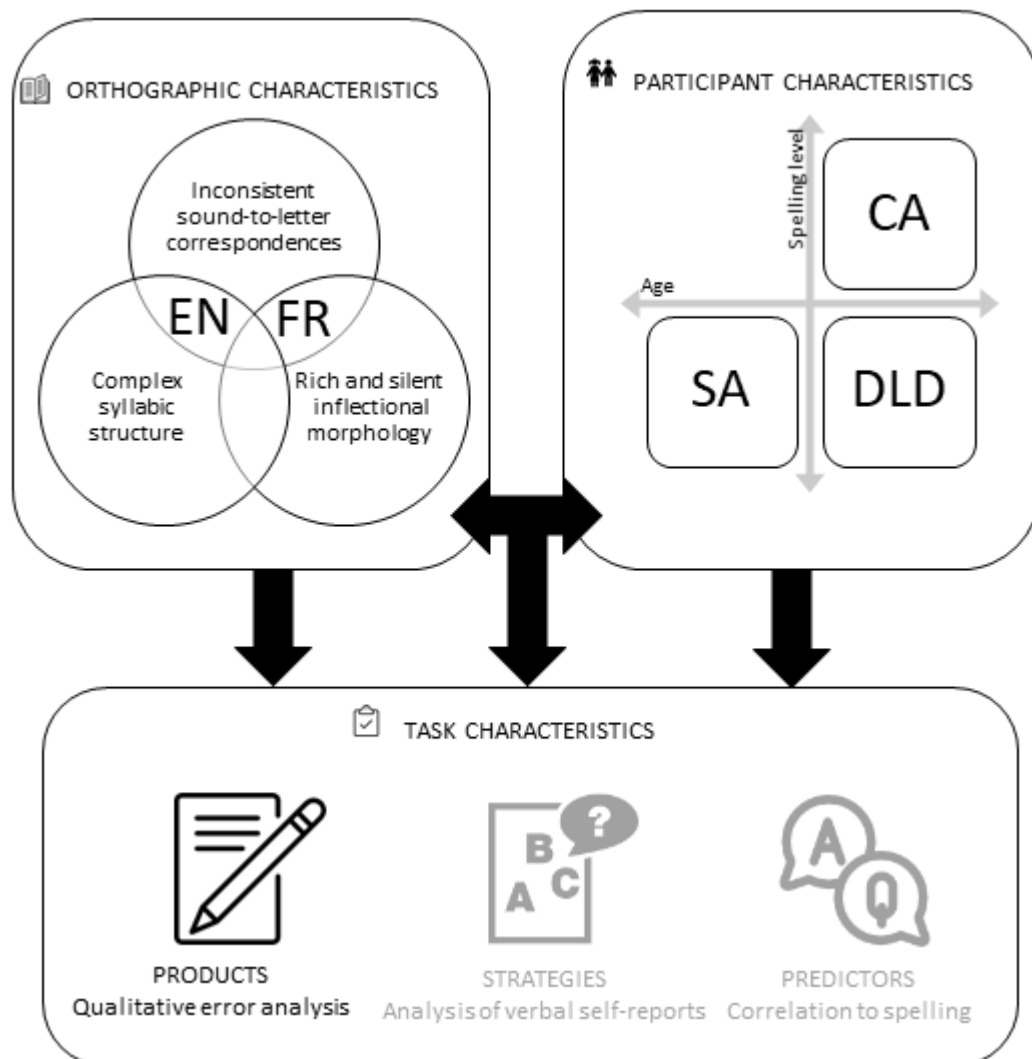 ORTHOGRAPHIC CHARACTERISTICS
Inconsistent
sound-to-letter
correspondences
EN FR
Complex
syllabic
structure
Rich and silent
inflectional
morphology
PARTICIPANT CHARACTERISTICS
Spelling level
CA
Age
SA
DLD
TASK CHARACTERISTICS
?
B
A
C
A
Q
PRODUCTS
Qualitative error analysis
STRATEGIES
Analysis of verbal self-reports
PREDICTORS
Correlation to spelling